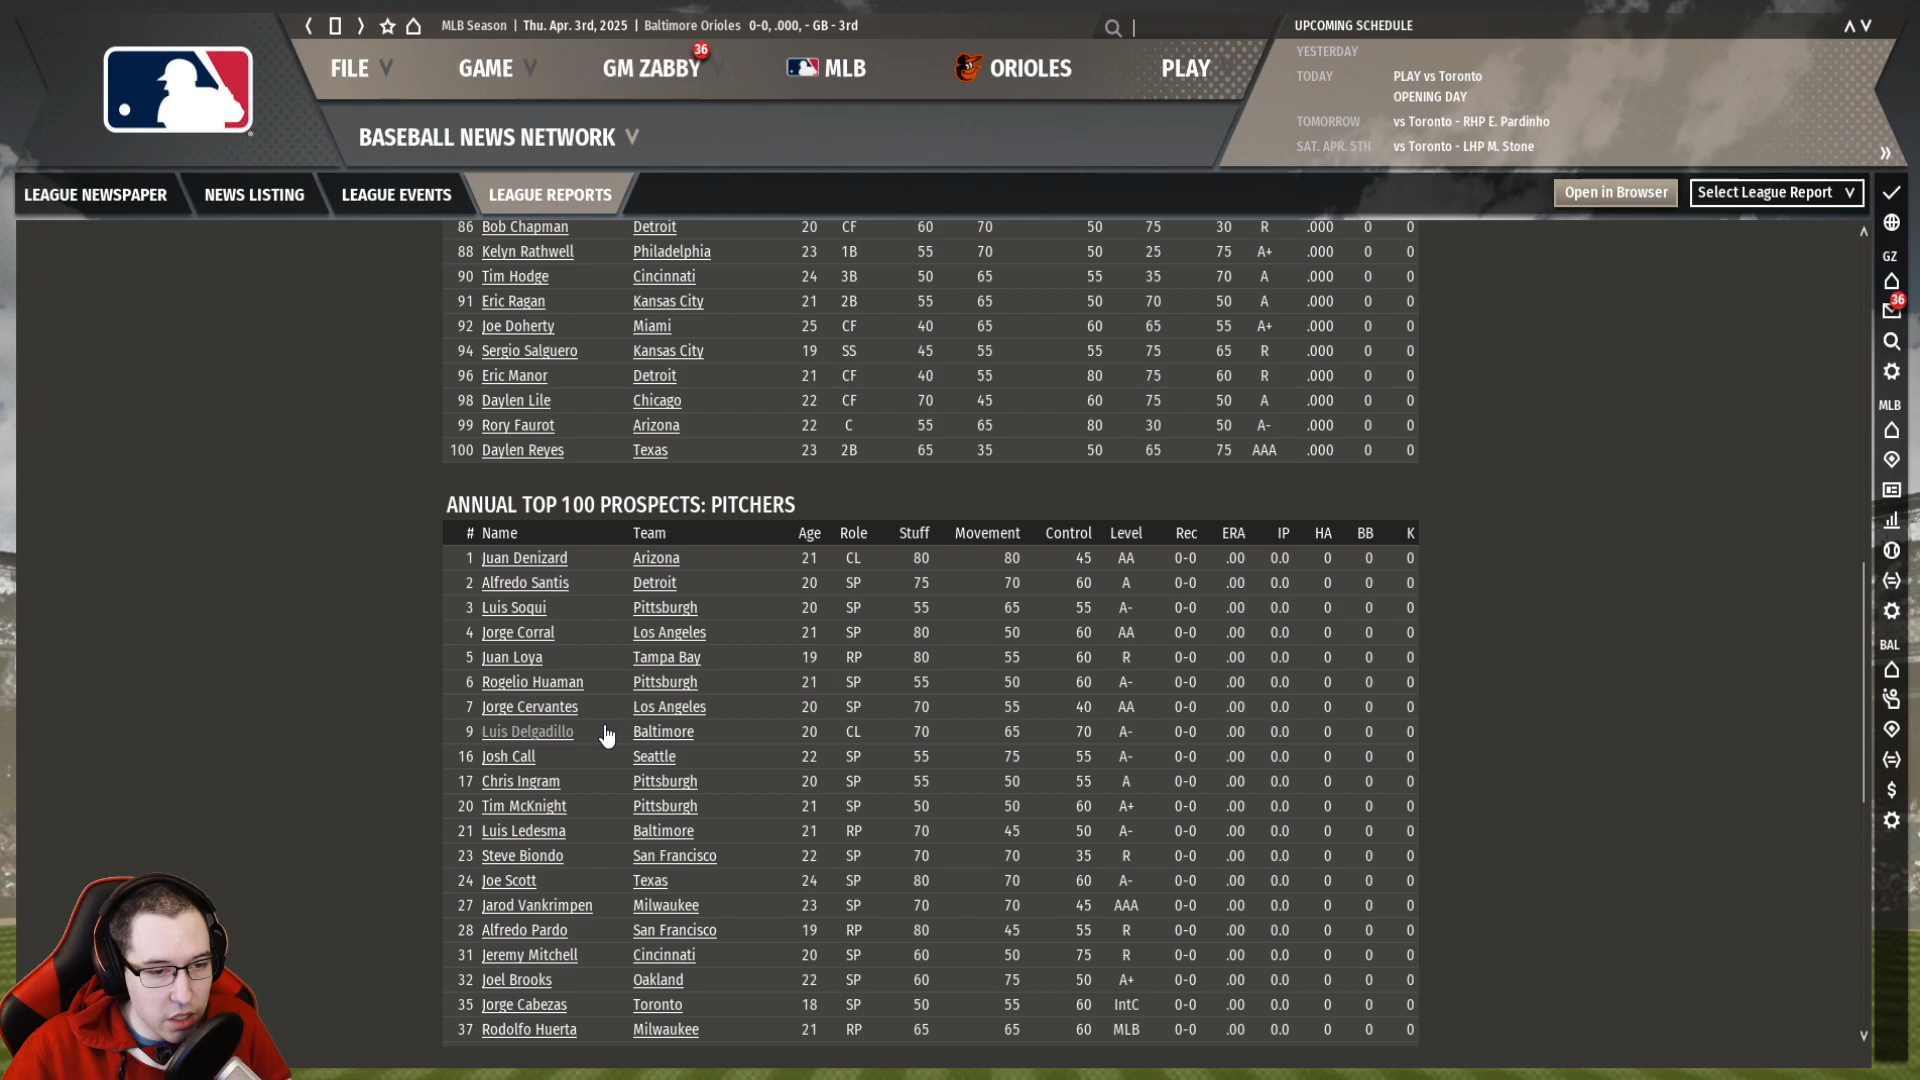 MLB Season | Thu. Apr. 3rd, 2025 | Baltimore Orioles 0-0, .000, - GB - 3rd
UPCOMING SCHEDULE
FILE GAME GM ZABBY 36 MLB ORIOLES PLAY
YESTERDAY
TODAY PLAY vs Toronto
OPENING DAY
TOMORROW vs Toronto - RHP E. Pardinho
SAT. APR. 5TH vs Toronto - LHP M. Stone
BASEBALL NEWS NETWORK
LEAGUE NEWSPAPER NEWS LISTING LEAGUE EVENTS LEAGUE REPORTS Open in Browser Select League Report
86 Bob Chapman Detroit 20 CF 60 70 50 75 30 R .000 0 0
88 Kelyn Rathwell Philadelphia 23 1B 55 70 50 25 75 A+ .000 0 0
90 Tim Hodge Cincinnati 24 3B 50 65 55 35 70 A .000 0 0
91 Eric Ragan Kansas City 21 2B 55 65 50 70 50 A .000 0 0
92 Joe Doherty Miami 25 CF 40 65 60 65 55 A+ .000 0 0
94 Sergio Salguero Kansas City 19 SS 45 55 55 75 65 R .000 0 0
96 Eric Manor Detroit 21 CF 40 55 80 75 60 R .000 0 0
98 Daylen Lile Chicago 22 CF 70 45 60 75 50 A .000 0 0
99 Rory Faurot Arizona 22 C 55 65 80 30 50 A- .000 0 0
100 Daylen Reyes Texas 23 2B 65 35 50 65 75 AAA .000 0 0
ANNUAL TOP 100 PROSPECTS: PITCHERS
# Name Team Age Role Stuff Movement Control Level Rec ERA IP HA BB K
1 Juan Denizard Arizona 21 CL 80 80 45 AA 0-0 .00 0.0 0 0 0
2 Alfredo Santis Detroit 20 SP 75 70 60 A 0-0 .00 0.0 0 0 0
3 Luis Soqui Pittsburgh 20 SP 55 65 55 A- 0-0 .00 0.0 0 0 0
4 Jorge Corral Los Angeles 21 SP 80 50 60 AA 0-0 .00 0.0 0 0 0
5 Juan Loya Tampa Bay 19 RP 80 55 60 R 0-0 .00 0.0 0 0 0
6 Rogelio Huaman Pittsburgh 21 SP 55 50 60 A- 0-0 .00 0.0 0 0 0
7 Jorge Cervantes Los Angeles 20 SP 70 55 40 AA 0-0 .00 0.0 0 0 0
9 Luis Delgadillo Baltimore 20 CL 70 65 70 A- 0-0 .00 0.0 0 0 0
16 Josh Call Seattle 22 SP 55 75 55 A- 0-0 .00 0.0 0 0 0
17 Chris Ingram Pittsburgh 20 SP 55 50 55 A 0-0 .00 0.0 0 0 0
20 Tim McKnight Pittsburgh 21 SP 50 50 60 A+ 0-0 .00 0.0 0 0 0
21 Luis Ledesma Baltimore 21 RP 70 45 50 A- 0-0 .00 0.0 0 0 0
23 Steve Biondo San Francisco 22 SP 70 70 35 R 0-0 .00 0.0 0 0 0
24 Joe Scott Texas 24 SP 80 70 60 A- 0-0 .00 0.0 0 0 0
27 Jarod Vankrimpen Milwaukee 23 SP 70 70 45 AAA 0-0 .00 0.0 0 0 0
28 Alfredo Pardo San Francisco 19 RP 80 45 55 R 0-0 .00 0.0 0 0 0
31 Jeremy Mitchell Cincinnati 20 SP 60 50 75 R 0-0 .00 0.0 0 0 0
32 Joel Brooks Oakland 22 SP 60 75 50 A+ 0-0 .00 0.0 0 0 0
35 Jorge Cabezas Toronto 18 SP 50 55 60 IntC 0-0 .00 0.0 0 0 0
37 Rodolfo Huerta Milwaukee 21 RP 65 65 60 MLB 0-0 .00 0.0 0 0 0
GZ
36
MLB
BAL
$